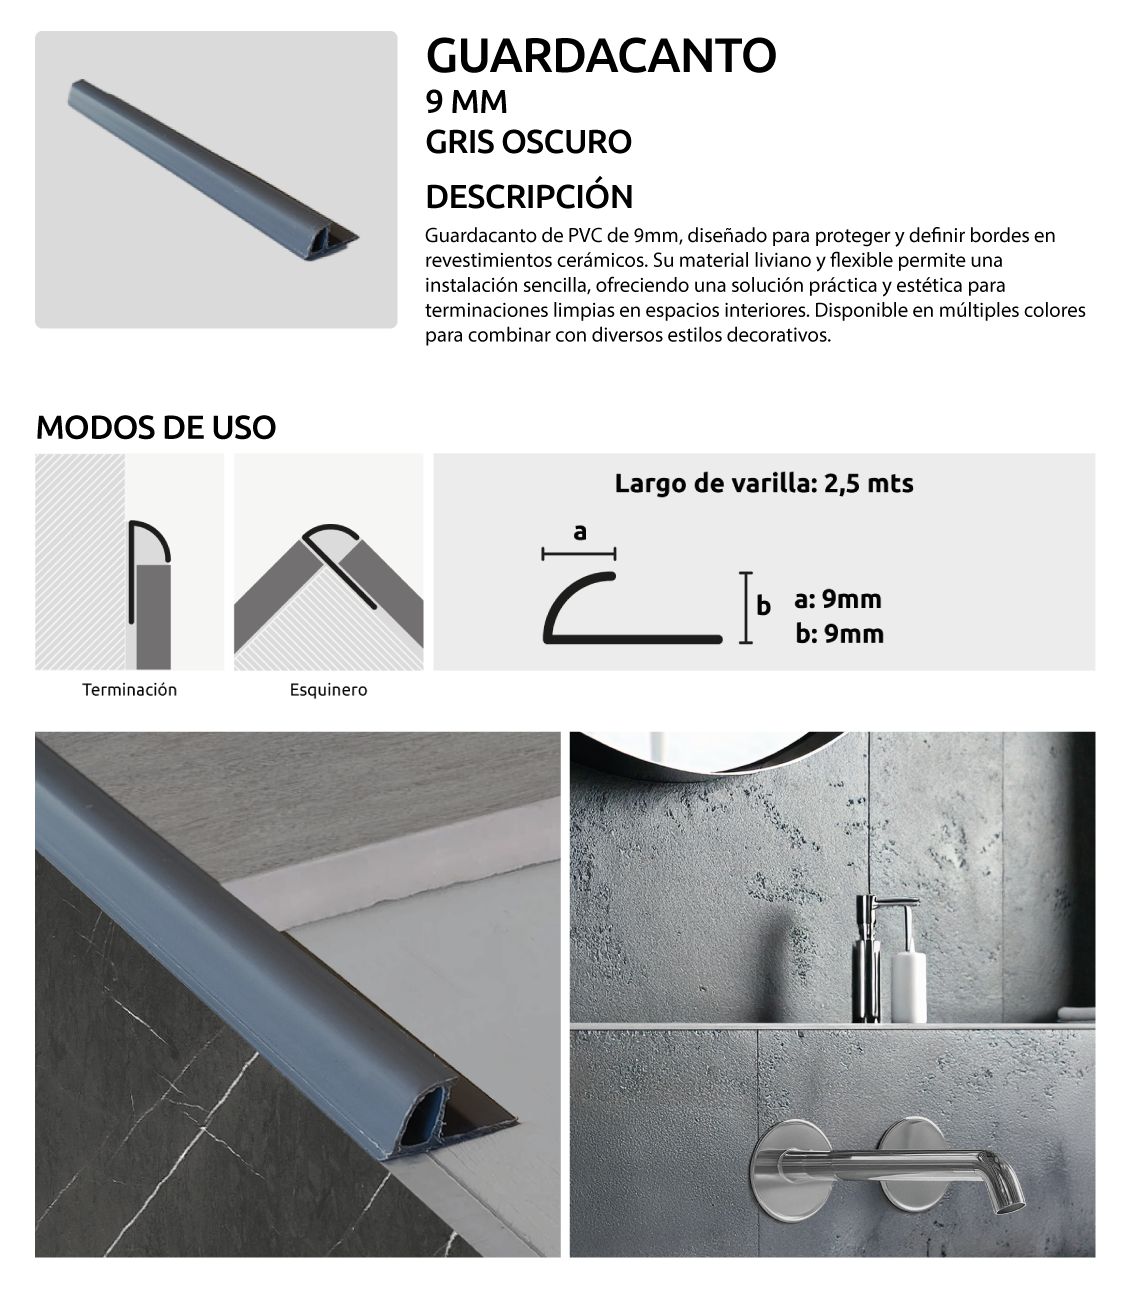 GUARDACANTO
9 MM
GRIS OSCURO
DESCRIPCIÓN
Guardacanto de PVC de 9mm, diseñado para proteger y definir bordes en
revestimientos cerámicos. Su material liviano y flexible permite una
instalación sencilla, ofreciendo una solución práctica y estética para
terminaciones limpias en espacios interiores. Disponible en múltiples colores
para combinar con diversos estilos decorativos.
MODOS DE USO
Terminación
Esquinero
Largo de varilla: 2,5 mts
a
b
a: 9mm
b: 9mm